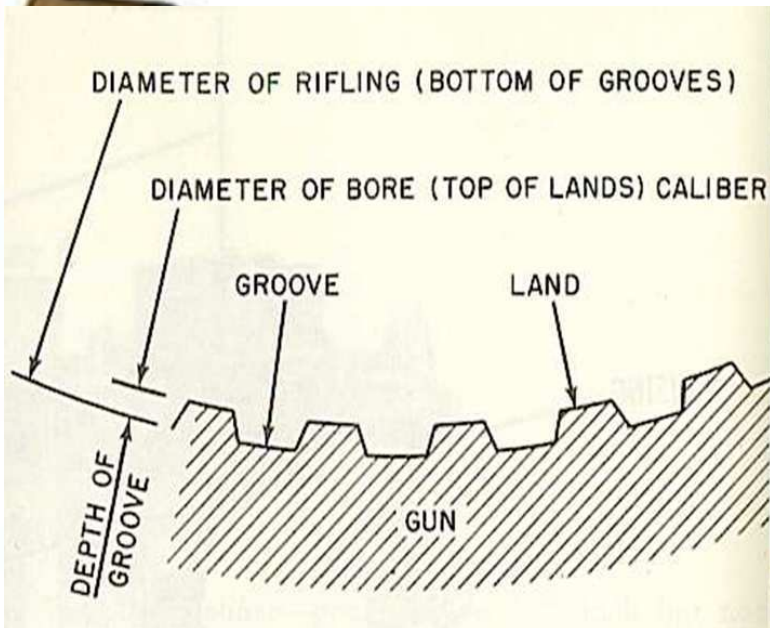 DIAMETER OF RIFLING (BOTTOM OF GROOVES)
DIAMETER OF BORE (TOP OF LANDS) CALIBER
GROOVE
LAND
GUN
DEPTH OF
GROOVE